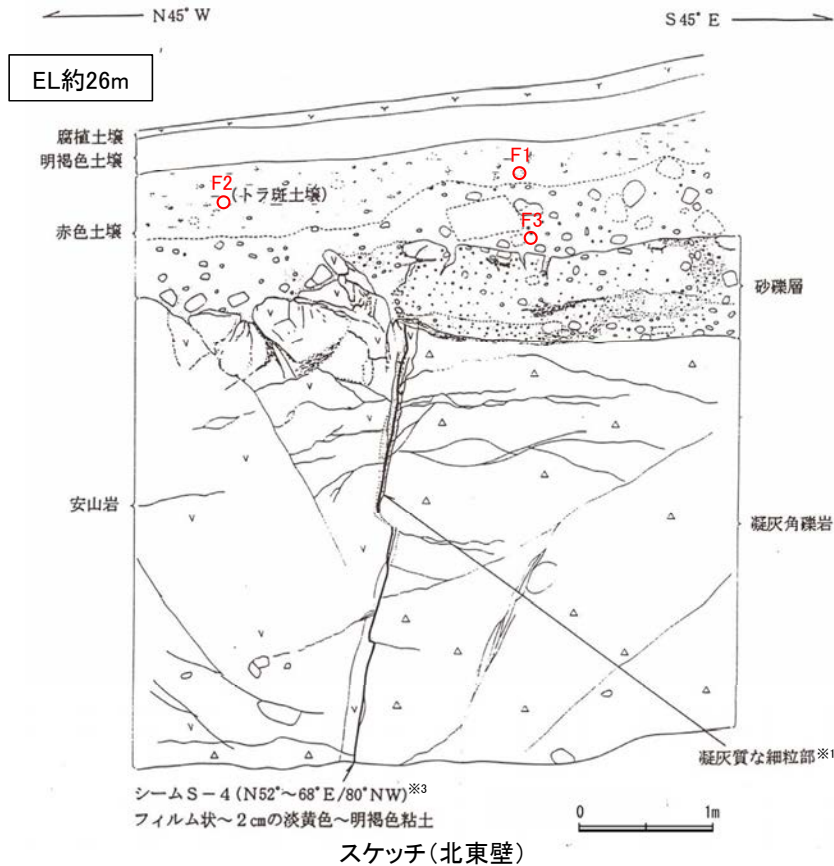 N45°W
S45°E
EL約26m
腐植土壌
明褐色土壌
F1
F2
(トラ斑土壌)
赤色土壌
F3
砂礫層
安山岩
凝灰角礫岩
凝灰質な細粒部※1
シームS-4(N52°~68°E/80°NW)※3
フィルム状~2cmの淡黄色~明褐色粘土
0
1m
スケッチ(北東壁)